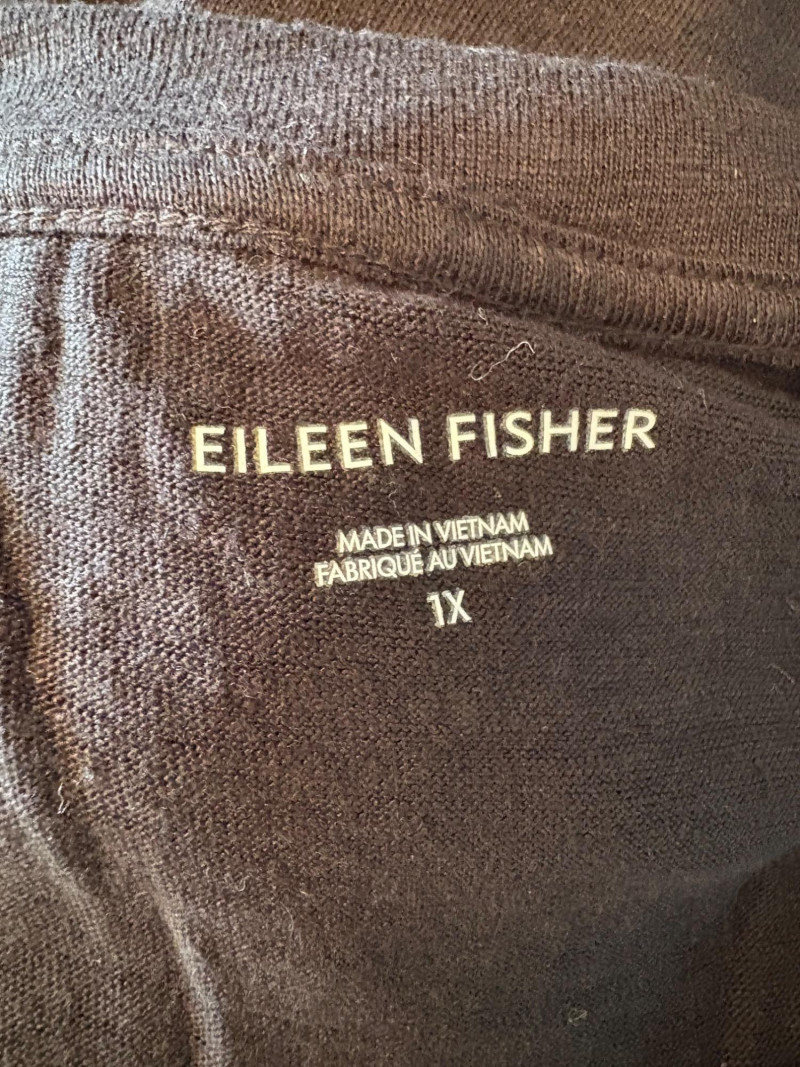 EILEEN FISHER
MADE IN VIETNAM
FABRIQUÉ AU VIETNAM
1X